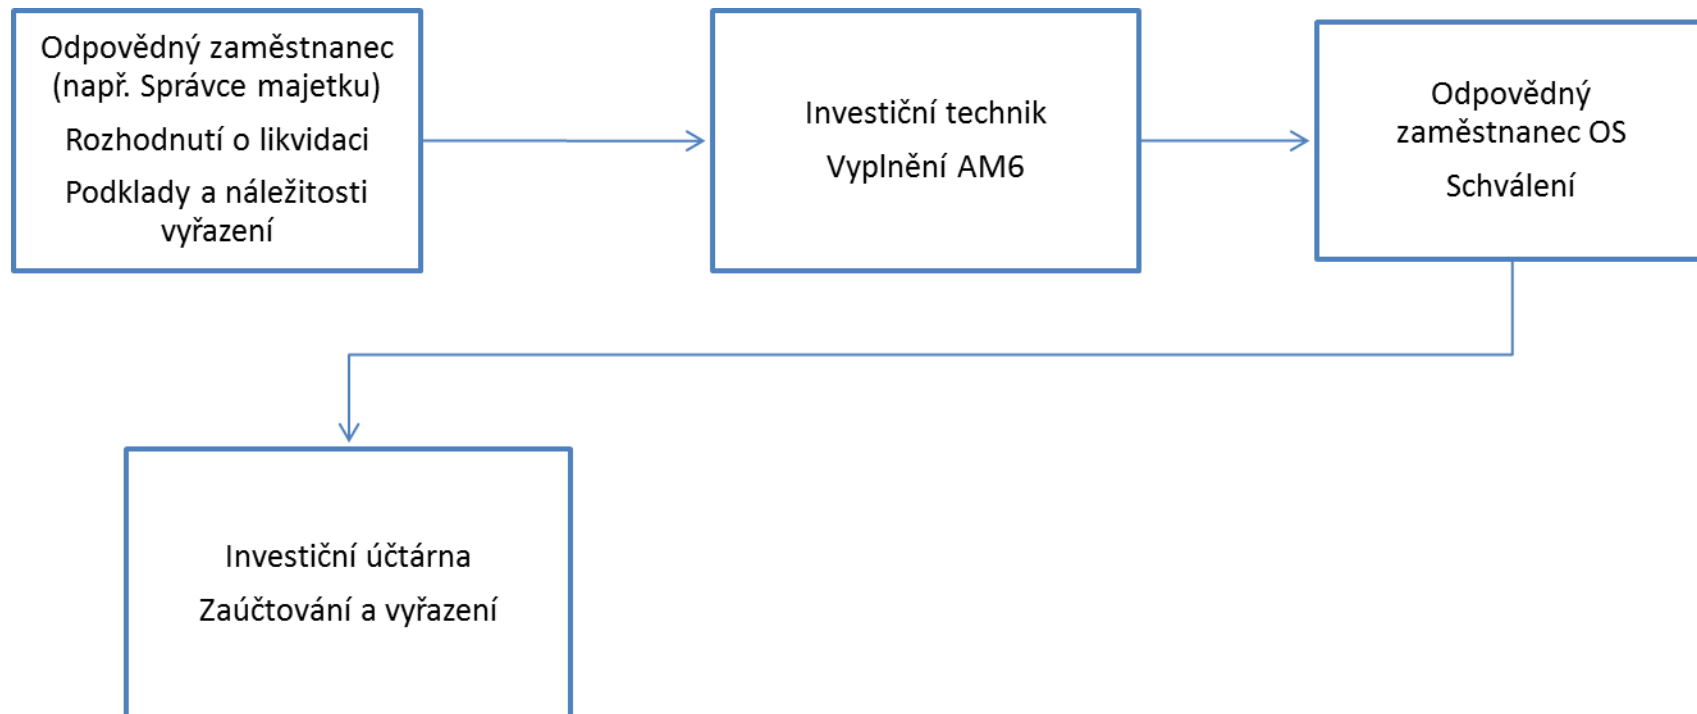 Odpovědný zaměstnanec
(např. Správce majetku)
Rozhodnutí o likvidaci
Podklady a náležitosti
vyřazení
Investiční technik
Vyplnění AM6
Odpovědný
zaměstnanec OS
Schválení
Investiční účtárna
Zaúčtování a vyřazení